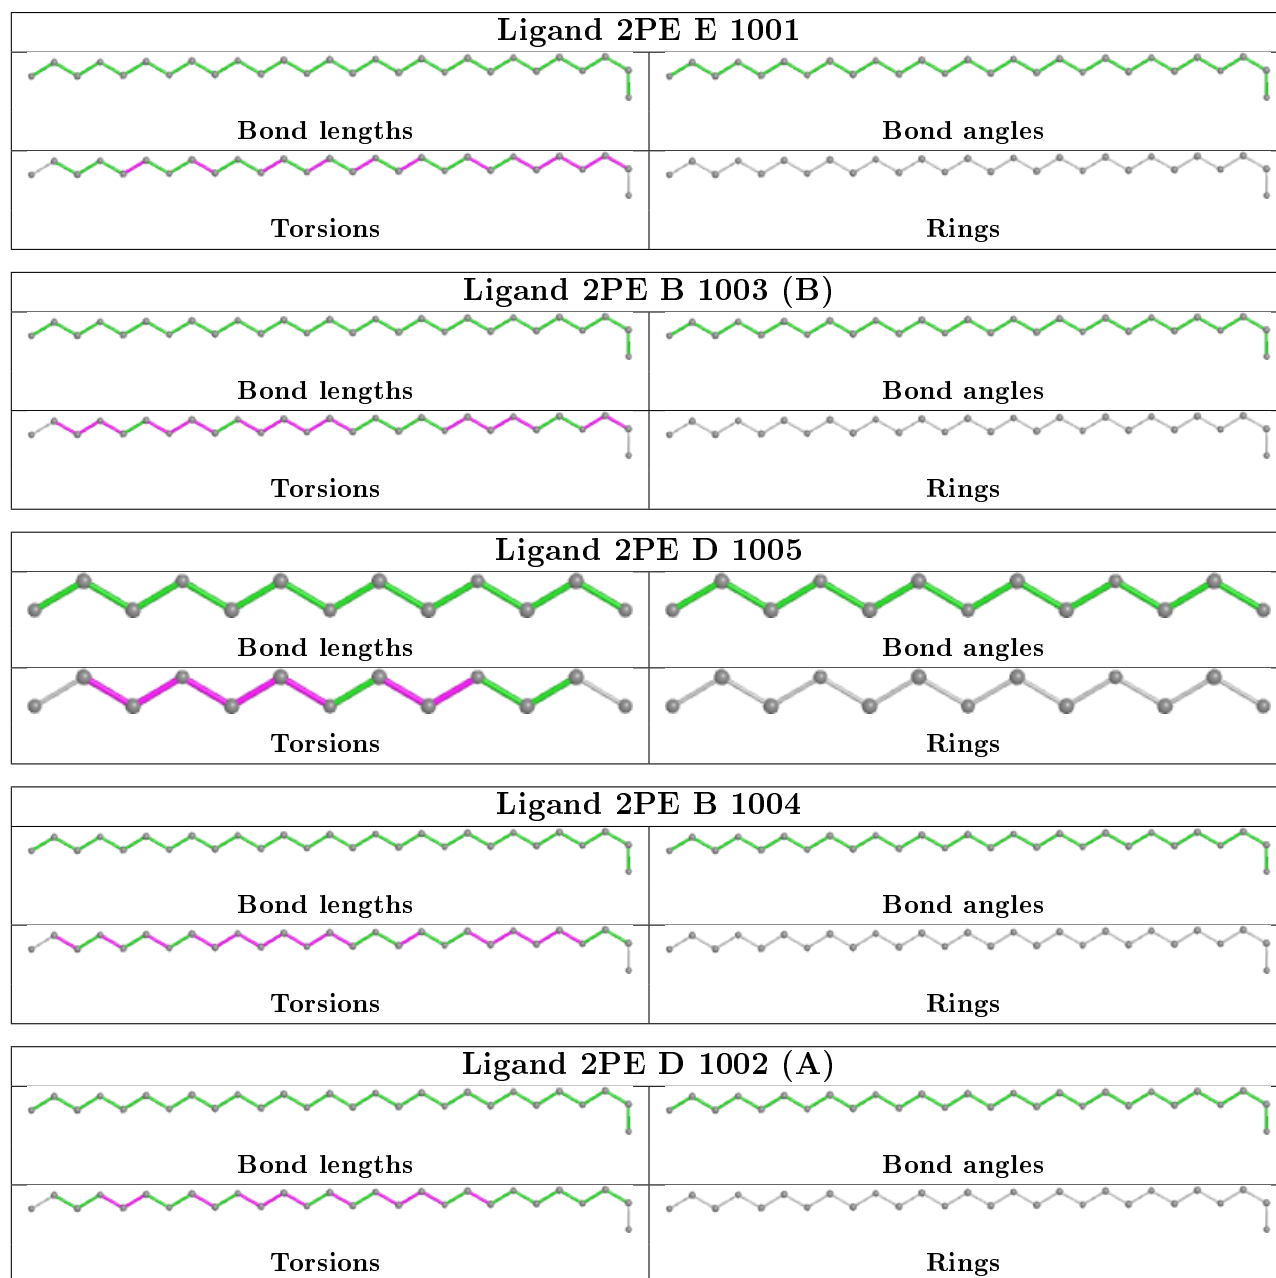 Ligand 2PE E 1001
Bond lengths
Bond angles
Torsions
Rings
Ligand 2PE B 1003 (B)
Bond lengths
Bond angles
Torsions
Rings
Ligand 2PE D 1005
Bond lengths
Bond angles
Torsions
Rings
Ligand 2PE B 1004
Bond lengths
Bond angles
Torsions
Rings
Ligand 2PE D 1002 (A)
Bond lengths
Bond angles
Torsions
Rings